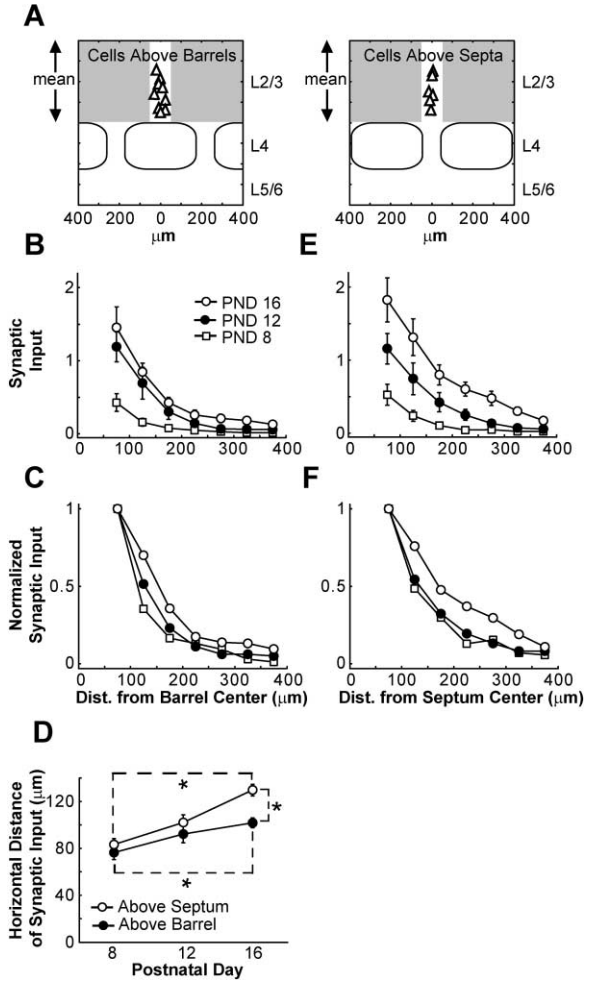 A
Cells Above Barrels
Cells Above Septa
mean
L2/3
L4
L5/6
mean
L2/3
L4
L5/6
400 200 0 200 400
μm
400 200 0 200 400
μm
B
E
Synaptic Input
2
1
0
PND 16
PND 12
PND 8
0 100 200 300 400
μm
2
1
0
0 100 200 300 400
μm
C
F
Normalized Synaptic Input
1
0.5
0
0 100 200 300 400
Dist. from Barrel Center (μm)
1
0.5
0
0 100 200 300 400
Dist. from Septum Center (μm)
D
Horizontal Distance of Synaptic Input (μm)
120
80
40
0
*
*
*
Above Septum
Above Barrel
8 12 16
Postnatal Day